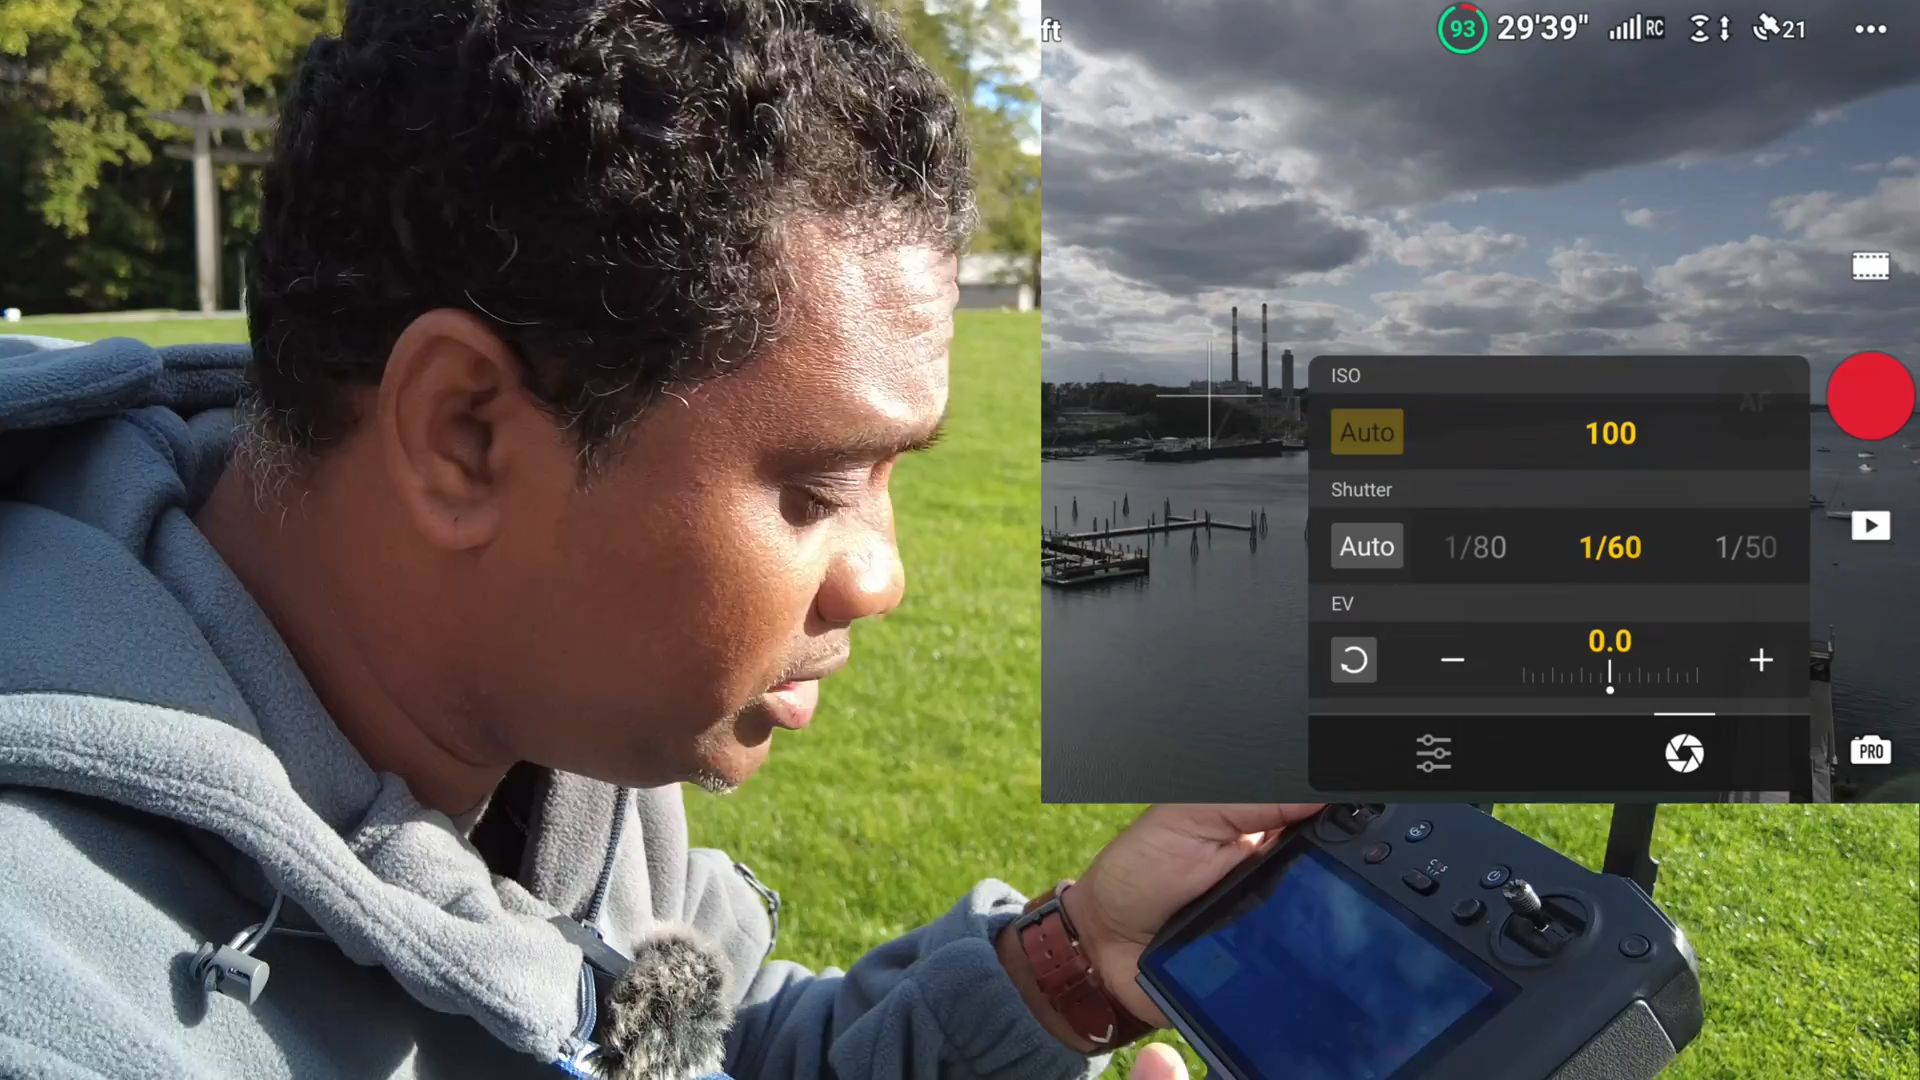 ft
93 29'39" RC 21
ISO
Auto 100
AF
Shutter
Auto 1/80 1/60 1/50
EV
0.0
PRO